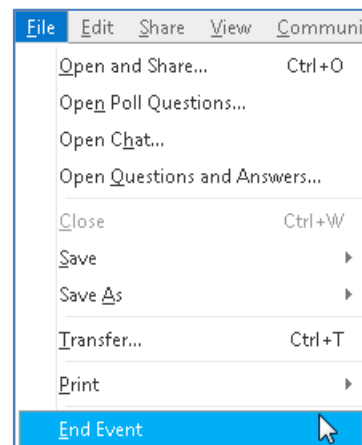 File Edit Share View Communi
Open and Share... Ctrl+O
Open Poll Questions...
Open Chat...
Open Questions and Answers...
Close Ctrl+W
Save
Save As
Transfer... Ctrl+T
Print
End Event